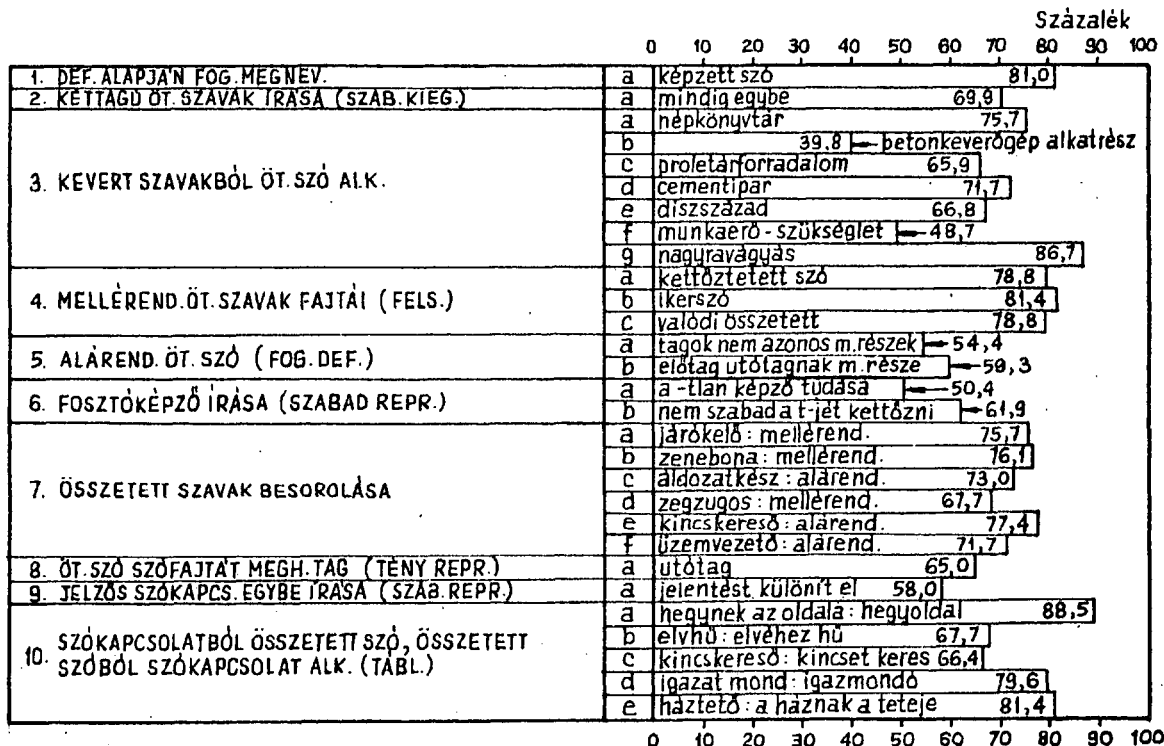 Százalék
0 10 20 30 40 50 60 70 80 90 100
1. DEF. ALAPJÁN FOG. MEGNEV. a képzett szó 81,0
2. KÉTTAGÚ ÖT. SZAVAK ÍRÁSA (SZAB. KIEG.) a mindig egybe 69,9
3. KEVERT SZAVAKBÓL ÖT. SZÓ ALK. a népkönyvtár 75,7
b 39,8 betonkeverőgép alkatrész
c proletárforradalom 65,9
d cementipar 71,7
e díszszázad 66,8
f munkaerő-szükséglet 48,7
g nagyravágyás 86,7
4. MELLÉREND. ÖT. SZAVAK FAJTÁI (FELS.) a kettőztetett szó 78,8
b ikerszó 81,4
c valódi összetett 78,8
5. ALÁREND. ÖT. SZÓ (FOG. DEF.) a tagok nem azonos m. részek 54,4
b előtag utótagnak m. része 59,3
6. FOSZTÓKÉPZŐ ÍRÁSA (SZABAD REPR.) a a -tlan képző tudása 50,4
b nem szabad a t-jét kettőzni 61,9
7. ÖSSZETETT SZAVAK BESOROLÁSA a járókelő: mellérend. 75,7
b zenebona: mellérend. 76,1
c áldozatkész: alárend. 73,0
d zegzugos: mellérend. 67,7
e kincskereső: alárend. 77,4
f üzemvezető: alárend. 71,7
8. ÖT. SZÓ SZÓFAJTÁT MEGH. TAG (TÉNY REPR.) a utótag 65,0
9. JELZŐS SZÓKAPCS. EGYBE ÍRÁSA (SZAB. REPR.) a jelentést különít el 58,0
10. SZÓKAPCSOLATBÓL ÖSSZETETT SZÓ, ÖSSZETETT SZÓBÓL SZÓKAPCSOLAT ALK. (TÁBL.) a hegynek az oldala: hegyoldal 88,5
b elvhű: elvéhez hű 67,7
c kincskereső: kincset keres 66,4
d igazat mond: igazmondó 79,6
e háztető: a háznak a teteje 81,4
0 10 20 30 40 50 60 70 80 90 100